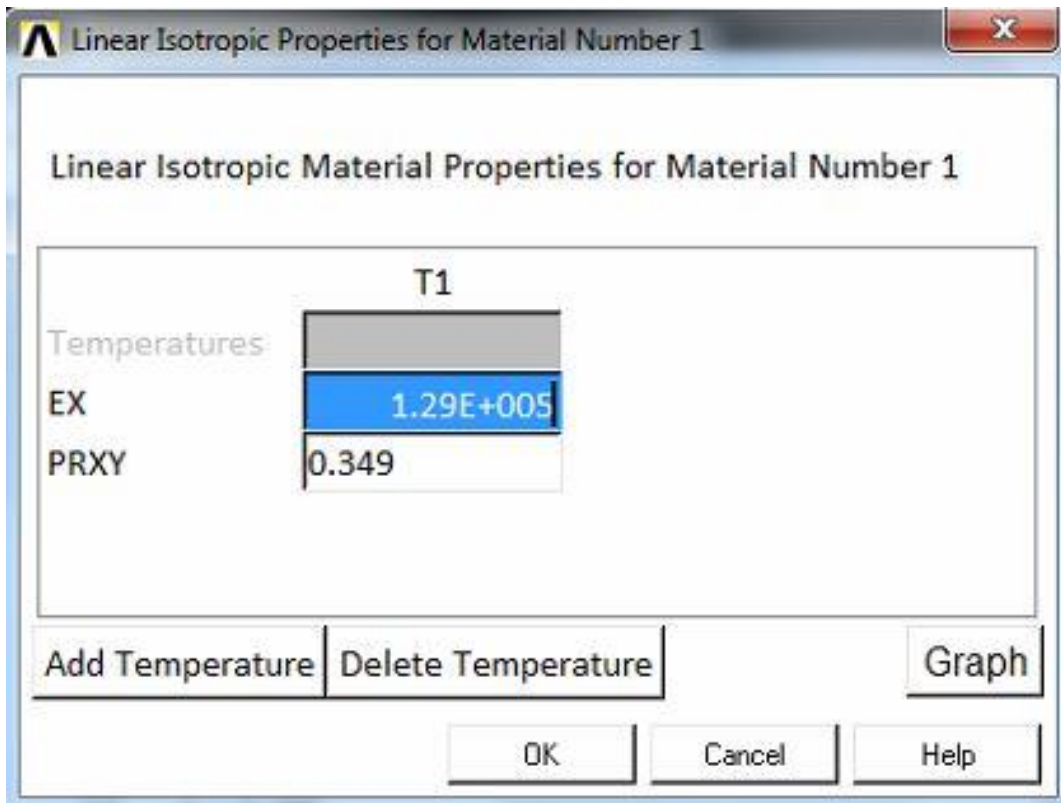 Linear Isotropic Properties for Material Number 1
Linear Isotropic Material Properties for Material Number 1
T1
Temperatures
EX 1.29E+005
PRXY 0.349
Add Temperature Delete Temperature Graph
OK Cancel Help